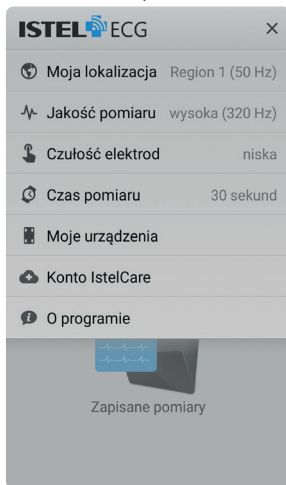 ISTEL ECG
Moja lokalizacja Region 1 (50 Hz)
Jakość pomiaru wysoka (320 Hz)
Czułość elektrod niska
Czas pomiaru 30 sekund
Moje urządzenia
Konto IstelCare
O programie
Zapisane pomiary